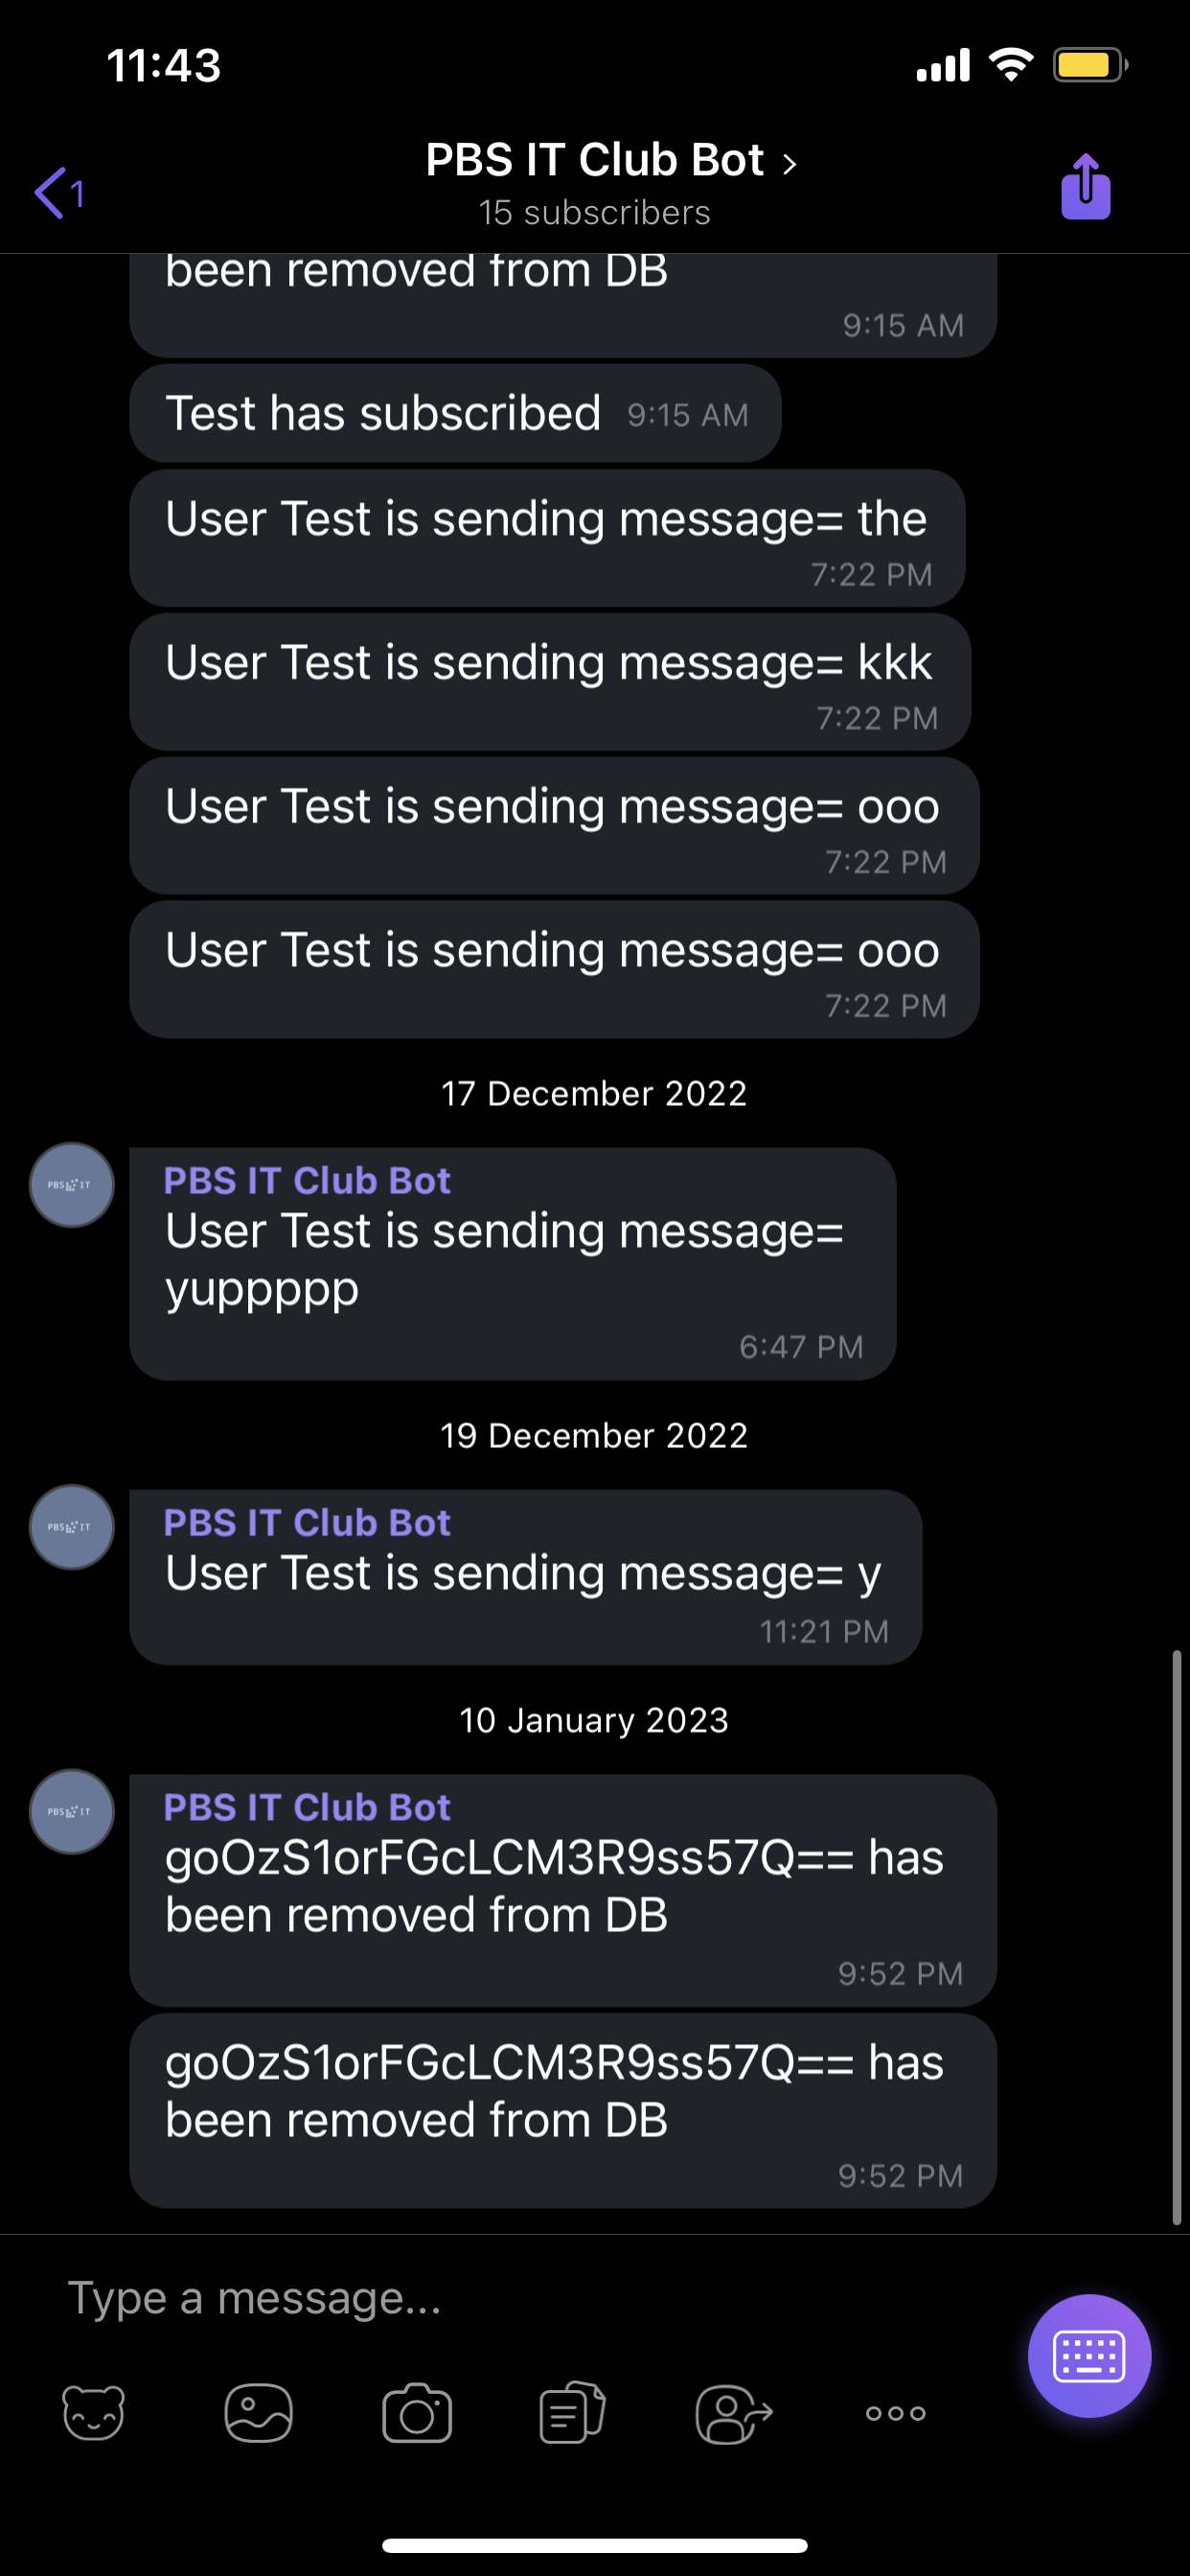 11:43
1
PBS IT Club Bot
15 subscribers
been removed from DB
9:15 AM
Test has subscribed 9:15 AM
User Test is sending message= the
7:22 PM
User Test is sending message= kkk
7:22 PM
User Test is sending message= ooo
7:22 PM
User Test is sending message= ooo
7:22 PM
17 December 2022
PBS IT
PBS IT Club Bot
User Test is sending message=
yuppppp
6:47 PM
19 December 2022
PBS IT
PBS IT Club Bot
User Test is sending message= y
11:21 PM
10 January 2023
PBS IT
PBS IT Club Bot
goOzS1orFGcLCM3R9ss57Q== has
been removed from DB
9:52 PM
goOzS1orFGcLCM3R9ss57Q== has
been removed from DB
9:52 PM
Type a message...